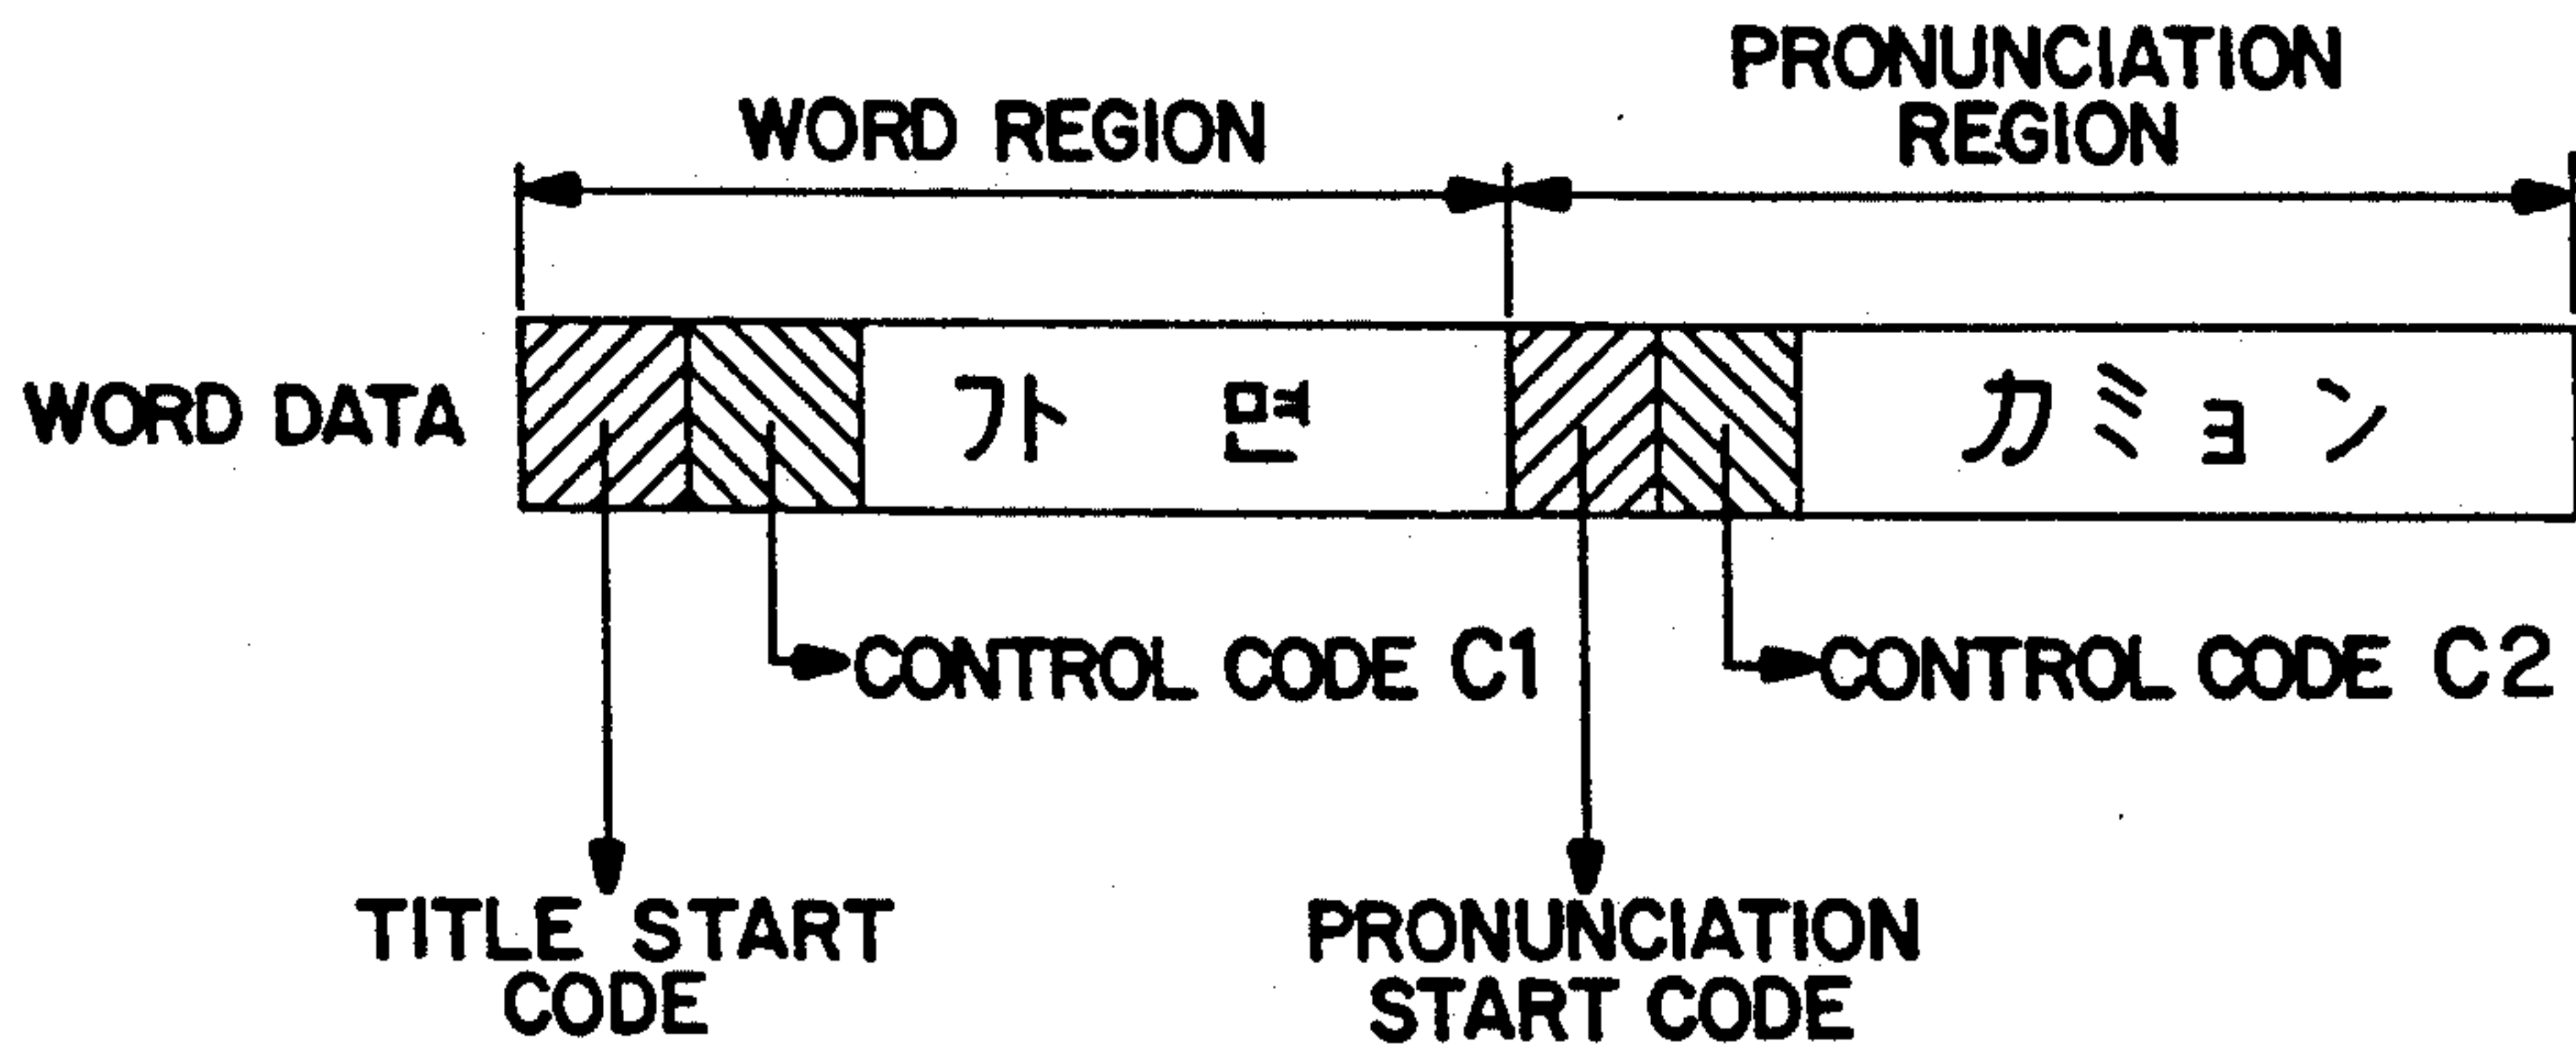 PRONUNCIATION
REGION
WORD REGION
WORD DATA
가 면
カミョン
CONTROL CODE C1
CONTROL CODE C2
TITLE START
CODE
PRONUNCIATION
START CODE